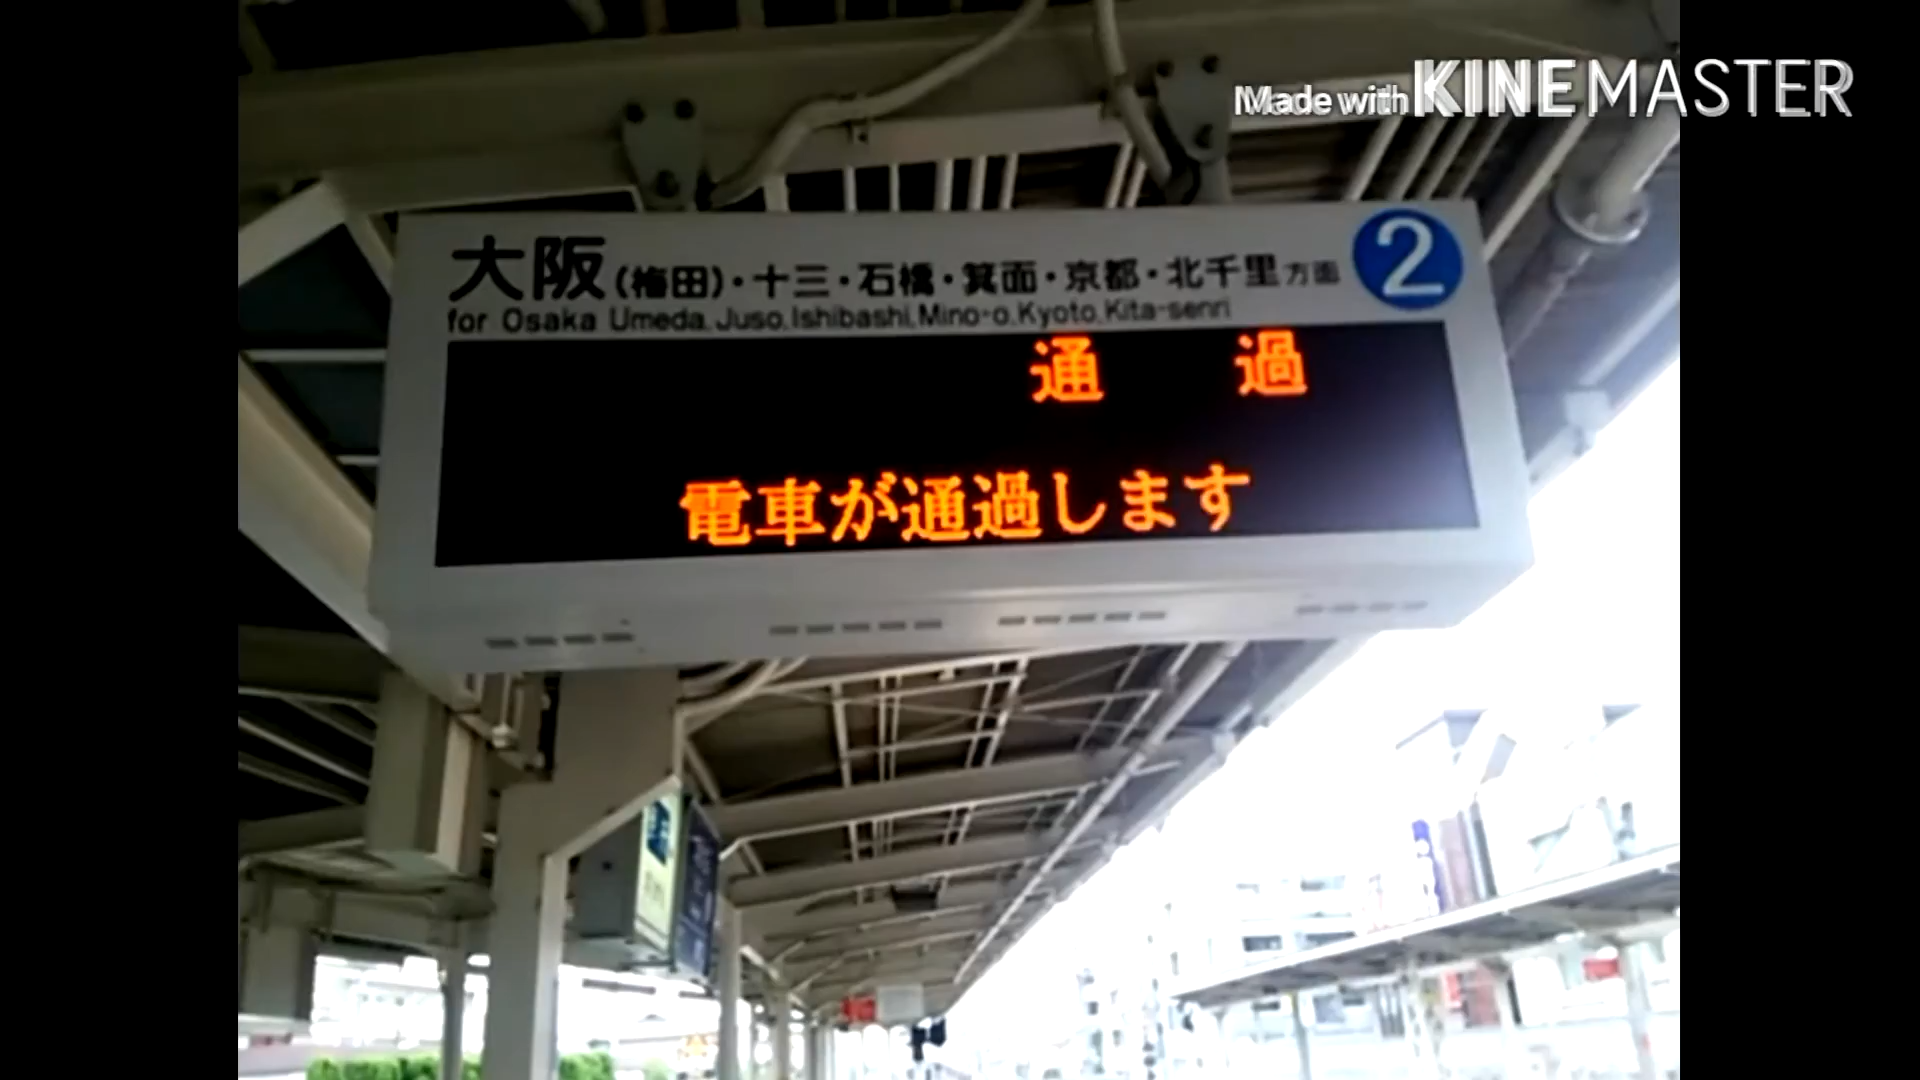 Made with KINEMASTER
大阪(梅田)・十三・石橋・箕面・京都・北千里方面 2
for Osaka Umeda, Juso, Ishibashi, Mino-o, Kyoto, Kita-senri
通 過
電車が通過します